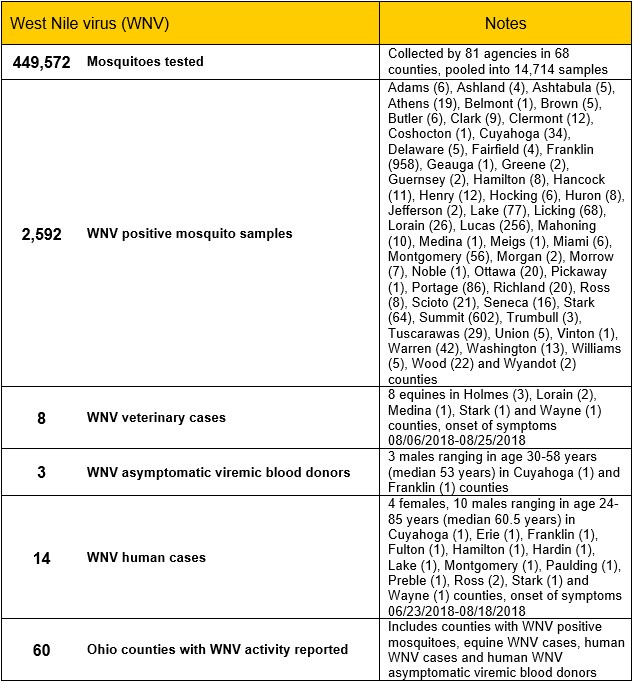 West Nile virus (WNV)
Notes
449,572
Mosquitoes tested
Collected by 81 agencies in 68
counties, pooled into 14,714 samples
2,592
WNV positive mosquito samples
Adams (6), Ashland (4), Ashtabula (5),
Athens (19), Belmont (1), Brown (5),
Butler (6), Clark (9), Clermont (12),
Coshocton (1), Cuyahoga (34),
Delaware (5), Fairfield (4), Franklin
(958), Geauga (1), Greene (2),
Guernsey (2), Hamilton (8), Hancock
(11), Henry (12), Hocking (6), Huron (8),
Jefferson (2), Lake (77), Licking (68),
Lorain (26), Lucas (256), Mahoning
(10), Medina (1), Meigs (1), Miami (6),
Montgomery (56), Morgan (2), Morrow
(7), Noble (1), Ottawa (20), Pickaway
(1), Portage (86), Richland (20), Ross
(8), Scioto (21), Seneca (16), Stark
(64), Summit (602), Trumbull (3),
Tuscarawas (29), Union (5), Vinton (1),
Warren (42), Washington (13), Williams
(5), Wood (22) and Wyandot (2)
counties
8
WNV veterinary cases
8 equines in Holmes (3), Lorain (2),
Medina (1), Stark (1) and Wayne (1)
counties, onset of symptoms
08/06/2018-08/25/2018
3
WNV asymptomatic viremic blood donors
3 males ranging in age 30-58 years
(median 53 years) in Cuyahoga (1) and
Franklin (1) counties
14
WNV human cases
4 females, 10 males ranging in age 24-
85 years (median 60.5 years) in
Cuyahoga (1), Erie (1), Franklin (1),
Fulton (1), Hamilton (1), Hardin (1),
Lake (1), Montgomery (1), Paulding (1),
Preble (1), Ross (2), Stark (1) and
Wayne (1) counties, onset of symptoms
06/23/2018-08/18/2018
60
Ohio counties with WNV activity reported
Includes counties with WNV positive
mosquitoes, equine WNV cases, human
WNV cases and human WNV
asymptomatic viremic blood donors